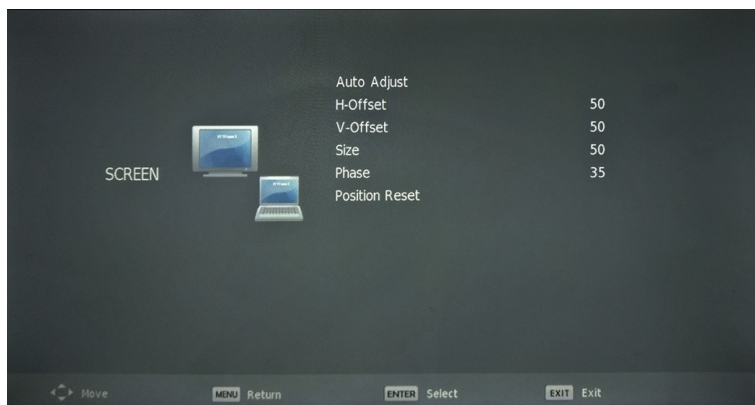 Auto Adjust
H-Offset 50
V-Offset 50
Size 50
SCREEN
Phase 35
Position Reset
Move MENU Return ENTER Select EXIT Exit